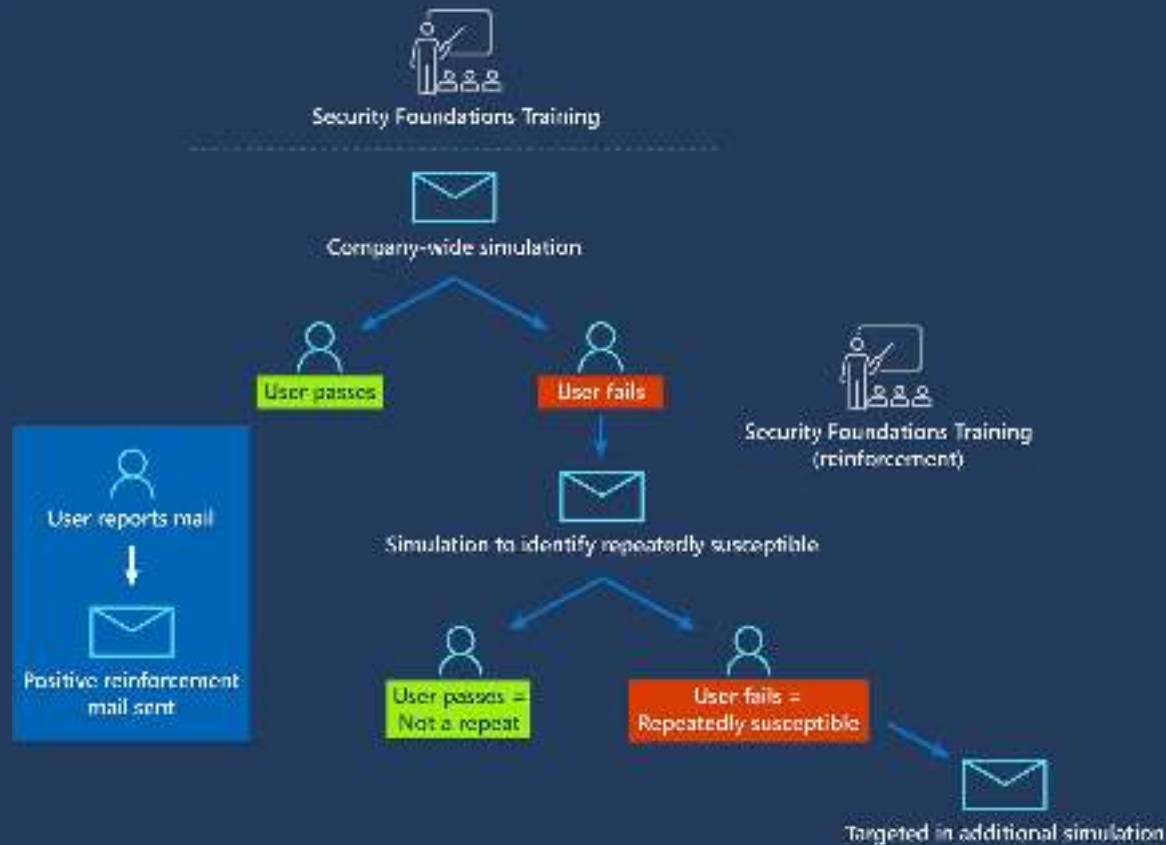 Security Foundations Training
Company-wide simulation
User passes
User fails
Security Foundations Training
(reinforcement)
User reports mail
Positive reinforcement
mail sent
Simulation to identify repeatedly susceptible
User passes =
Not a repeat
User fails =
Repeatedly susceptible
Targeted in additional simulation